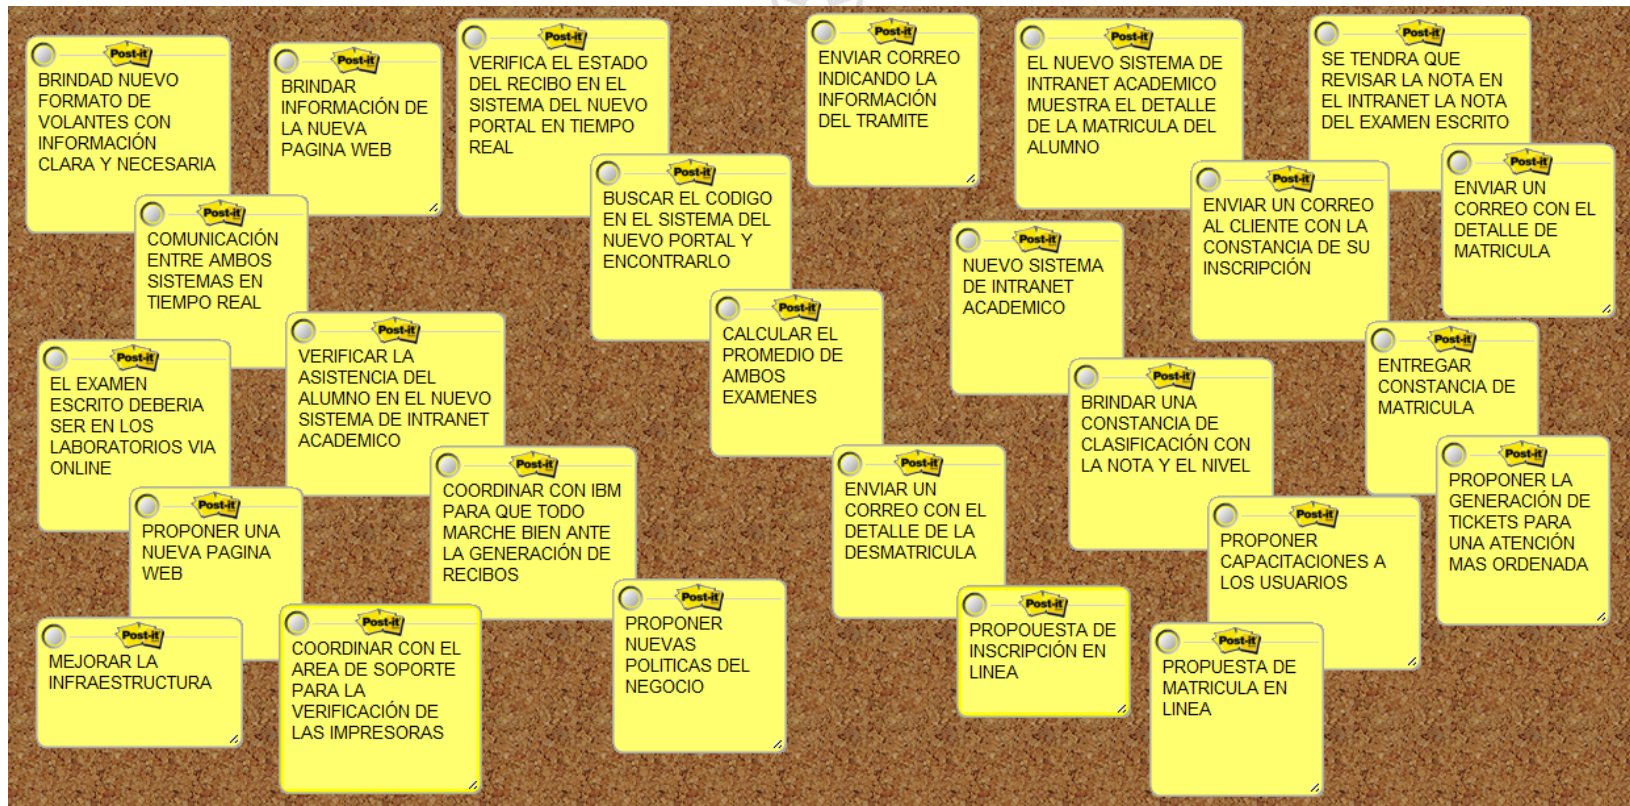 Post-it
BRINDAD NUEVO
FORMATO DE
VOLANTES CON
INFORMACIÓN
CLARA Y NECESARIA
Post-it
BRINDAR
INFORMACIÓN DE
LA NUEVA
PAGINA WEB
Post-it
VERIFICA EL ESTADO
DEL RECIBO EN EL
SISTEMA DEL NUEVO
PORTAL EN TIEMPO
REAL
Post-it
ENVIAR CORREO
INDICANDO LA
INFORMACIÓN
DEL TRAMITE
Post-it
EL NUEVO SISTEMA DE
INTRANET ACADEMICO
MUESTRA EL DETALLE
DE LA MATRICULA DEL
ALUMNO
Post-it
SE TENDRA QUE
REVISAR LA NOTA EN
EL INTRANET LA NOTA
DEL EXAMEN ESCRITO
Post-it
COMUNICACIÓN
ENTRE AMBOS
SISTEMAS EN
TIEMPO REAL
Post-it
BUSCAR EL CODIGO
EN EL SISTEMA DEL
NUEVO PORTAL Y
ENCONTRARLO
Post-it
NUEVO SISTEMA
DE INTRANET
ACADEMICO
Post-it
ENVIAR UN CORREO
AL CLIENTE CON LA
CONSTANCIA DE SU
INSCRIPCIÓN
Post-it
ENVIAR UN
CORREO CON EL
DETALLE DE
MATRICULA
Post-it
EL EXAMEN
ESCRITO DEBERIA
SER EN LOS
LABORATORIOS VIA
ONLINE
Post-it
VERIFICAR LA
ASISTENCIA DEL
ALUMNO EN EL NUEVO
SISTEMA DE INTRANET
ACADEMICO
Post-it
CALCULAR EL
PROMEDIO DE
AMBOS
EXAMENES
Post-it
BRINDAR UNA
CONSTANCIA DE
CLASIFICACIÓN CON
LA NOTA Y EL NIVEL
Post-it
ENTREGAR
CONSTANCIA DE
MATRICULA
Post-it
PROPONER UNA
NUEVA PAGINA
WEB
Post-it
COORDINAR CON IBM
PARA QUE TODO
MARCHE BIEN ANTE
LA GENERACIÓN DE
RECIBOS
Post-it
ENVIAR UN
CORREO CON EL
DETALLE DE LA
DESMATRICULA
Post-it
PROPONER
CAPACITACIONES A
LOS USUARIOS
Post-it
PROPONER LA
GENERACIÓN DE
TICKETS PARA
UNA ATENCIÓN
MAS ORDENADA
Post-it
MEJORAR LA
INFRAESTRUCTURA
Post-it
COORDINAR CON EL
AREA DE SOPORTE
PARA LA
VERIFICACIÓN DE
LAS IMPRESORAS
Post-it
PROPONER
NUEVAS
POLITICAS DEL
NEGOCIO
Post-it
PROPOUESTA DE
INSCRIPCIÓN EN
LINEA
Post-it
PROPUESTA DE
MATRICULA EN
LINEA